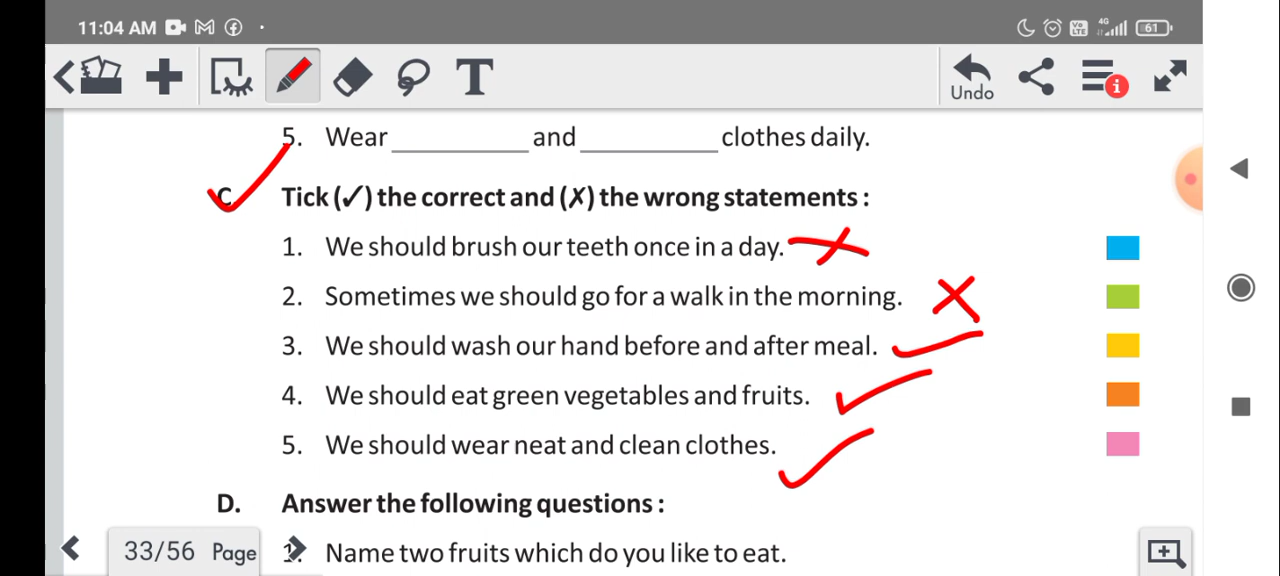 11:04 AM
4G
Vo LTE
61
T
Undo
i
5. Wear __________ and __________ clothes daily.
C. Tick (✓) the correct and (✗) the wrong statements :
1. We should brush our teeth once in a day.
2. Sometimes we should go for a walk in the morning.
3. We should wash our hand before and after meal.
4. We should eat green vegetables and fruits.
5. We should wear neat and clean clothes.
D. Answer the following questions :
1. Name two fruits which do you like to eat.
33/56 Page